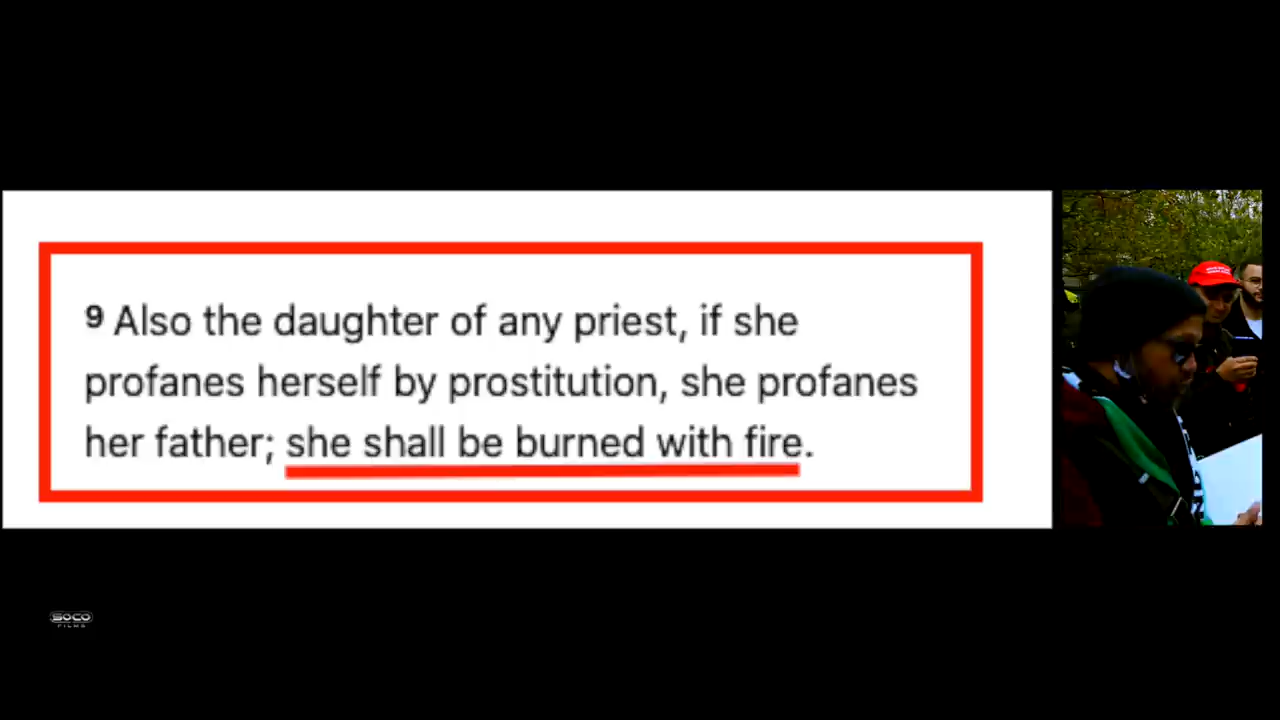 9 Also the daughter of any priest, if she
profanes herself by prostitution, she profanes
her father; she shall be burned with fire.
SOCO
FILMS